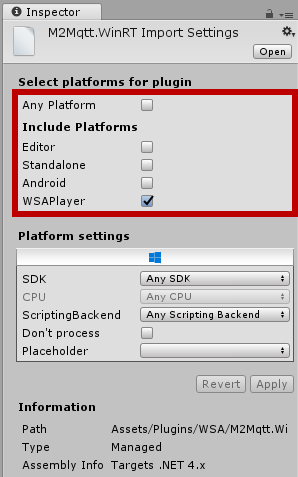 Inspector
M2Mqtt.WinRT Import Settings
Open
Select platforms for plugin
Any Platform
Include Platforms
Editor
Standalone
Android
WSAPlayer
Platform settings
SDK Any SDK
CPU Any CPU
ScriptingBackend Any Scripting Backend
Don't process
Placeholder
Revert Apply
Information
Path Assets/Plugins/WSA/M2Mqtt.Wi
Type Managed
Assembly Info Targets .NET 4.x